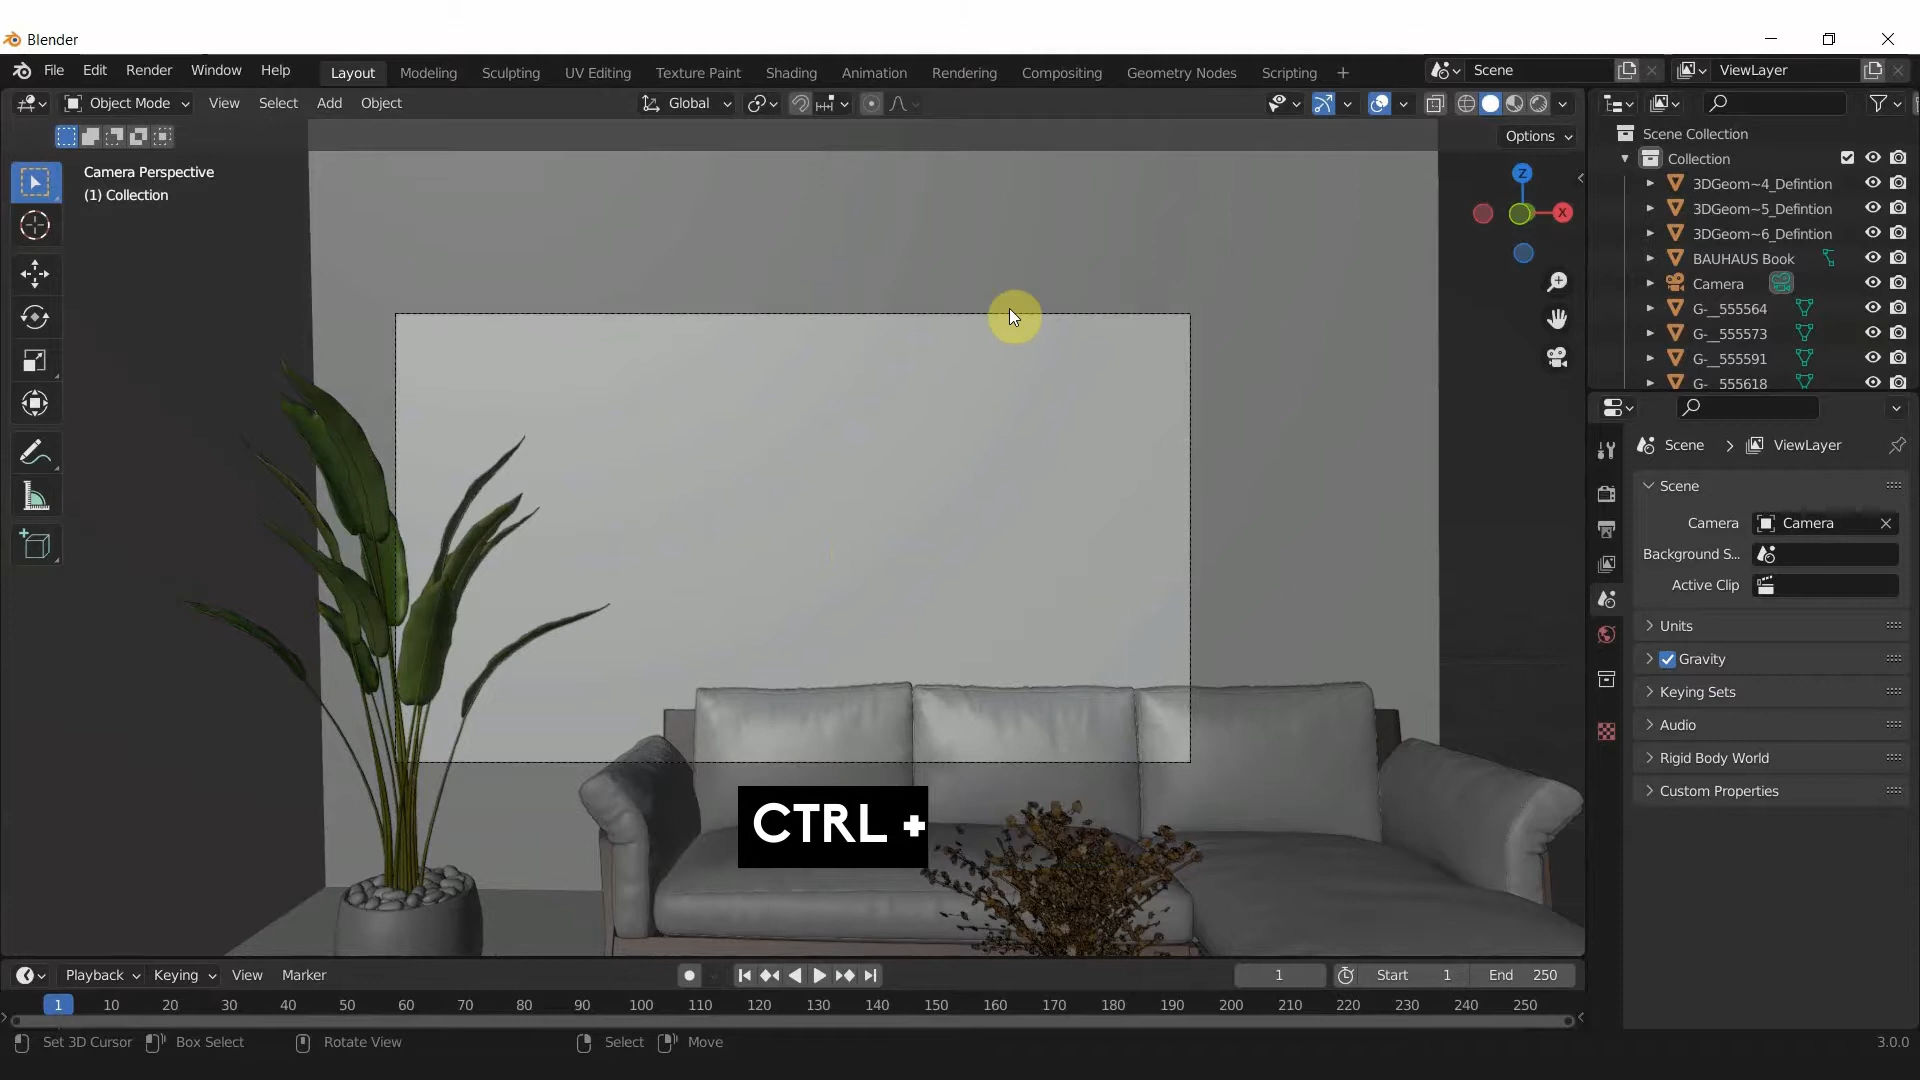 Blender
File Edit Render Window Help Layout Modeling Sculpting UV Editing Texture Paint Shading Animation Rendering Compositing Geometry Nodes Scripting + Scene ViewLayer
Object Mode View Select Add Object Global
Options
Camera Perspective
(1) Collection
Z
X
Scene Collection
Collection
3DGeom~4_Defintion
3DGeom~5_Defintion
3DGeom~6_Defintion
BAUHAUS Book
Camera
G-__555564
G-__555573
G-__555591
G-__555618
Scene > ViewLayer
Scene
Camera Camera
Background S...
Active Clip
Units
Gravity
Keying Sets
Audio
Rigid Body World
Custom Properties
CTRL +
Playback Keying View Marker 1 Start 1 End 250
1 10 20 30 40 50 60 70 80 90 100 110 120 130 140 150 160 170 180 190 200 210 220 230 240 250
Set 3D Cursor Box Select Rotate View Select Move 3.0.0